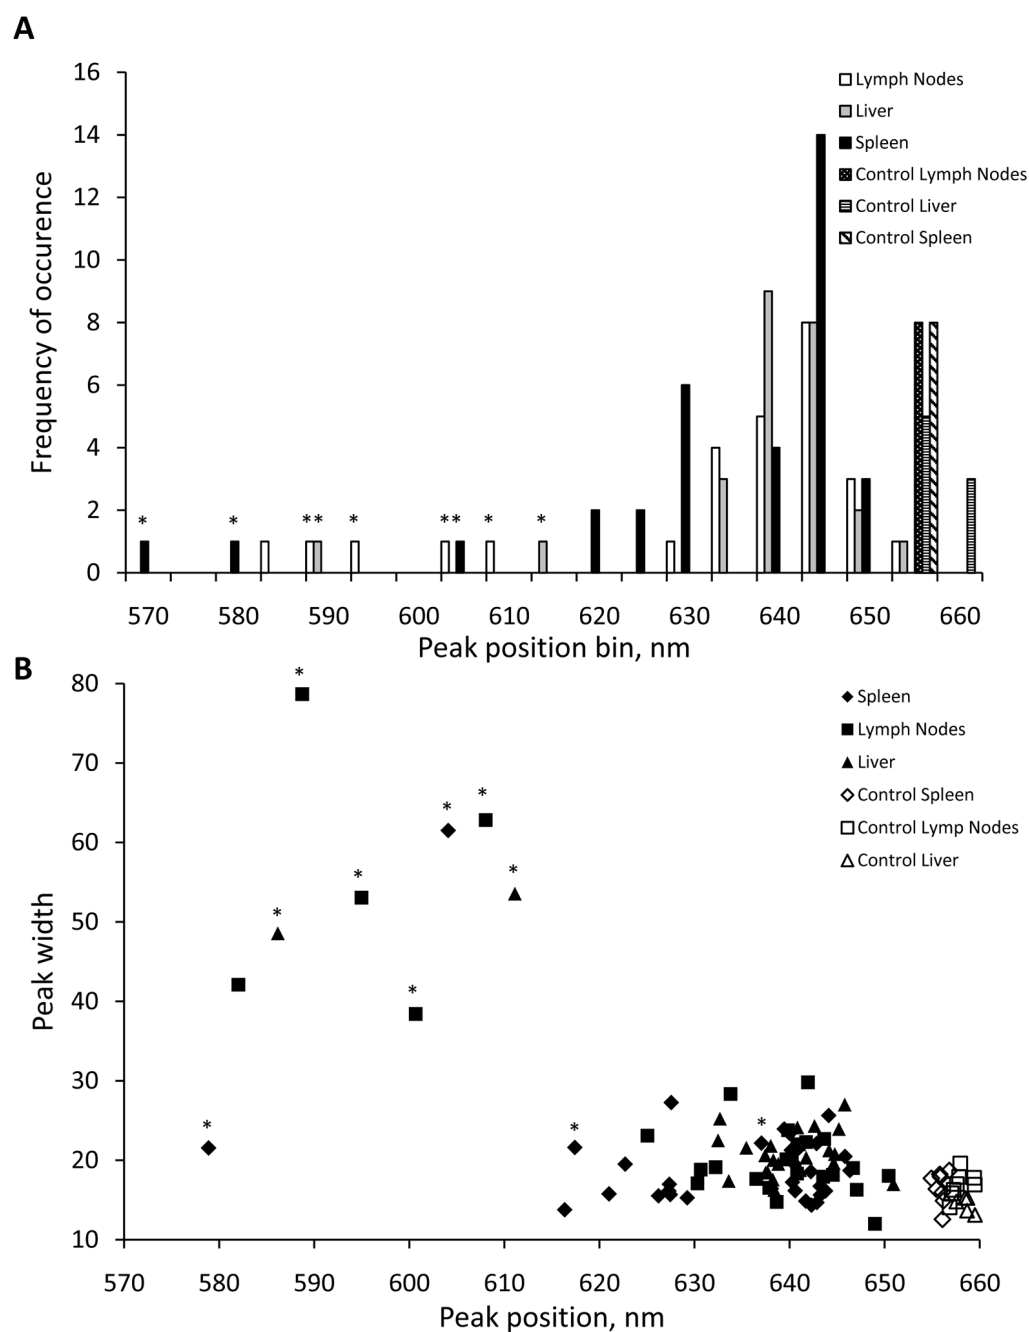 A
16
14
12
10
8
6
4
2
0
Frequency of occurence
Lymph Nodes
Liver
Spleen
Control Lymph Nodes
Control Liver
Control Spleen
* * ** * ** * *
570 580 590 600 610 620 630 640 650 660
Peak position bin, nm
B
80
70
60
50
40
30
20
10
Peak width
Spleen
Lymph Nodes
Liver
Control Spleen
Control Lymp Nodes
Control Liver
*
*
*
*
*
*
*
*
*
*
570 580 590 600 610 620 630 640 650 660
Peak position, nm